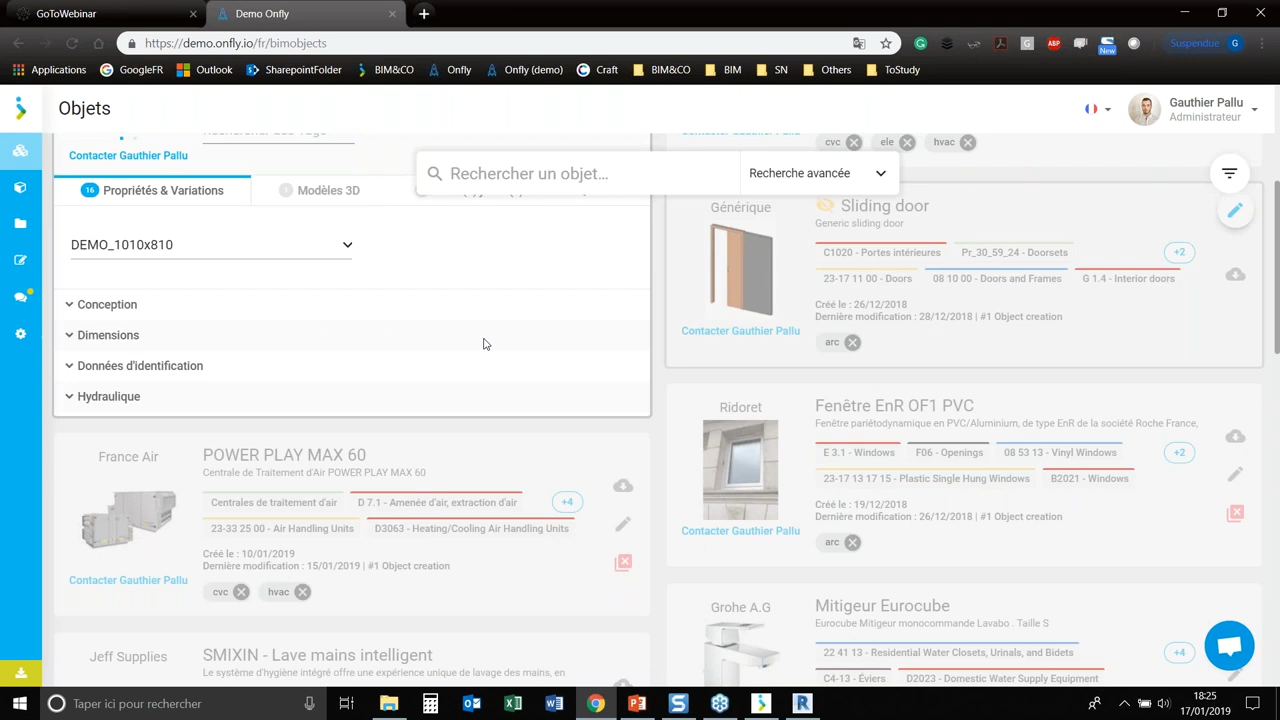 GoToWebinar
Demo Onfly
https://demo.onfly.io/fr/bimobjects
New
ABP
Suspendue
G
Applications
GoogleFR
Outlook
SharepointFolder
BIM&CO
Onfly
Onfly (demo)
Craft
BIM&CO
BIM
SN
Others
ToStudy
Objets
Gauthier Pallu
Administrateur
Contacter Gauthier Pallu
cvc
ele
hvac
Rechercher un objet...
Recherche avancée
16 Propriétés & Variations
1 Modèles 3D
DEMO_1010x810
Conception
Dimensions
Données d'identification
Hydraulique
Générique
Sliding door
Generic sliding door
C1020 - Portes intérieures
Pr_30_59_24 - Doorsets
+2
23-17 11 00 - Doors
08 10 00 - Doors and Frames
G 1.4 - Interior doors
Créé le : 26/12/2018
Dernière modification : 28/12/2018 | #1 Object creation
Contacter Gauthier Pallu
arc
France Air
POWER PLAY MAX 60
Centrale de Traitement d'Air POWER PLAY MAX 60
Centrales de traitement d'air
D 7.1 - Amenée d'air, extraction d'air
+4
23-33 25 00 - Air Handling Units
D3063 - Heating/Cooling Air Handling Units
Créé le : 10/01/2019
Dernière modification : 15/01/2019 | #1 Object creation
Contacter Gauthier Pallu
cvc
hvac
Ridoret
Fenêtre EnR OF1 PVC
Fenêtre pariétodynamique en PVC/Aluminium, de type EnR de la société Roche France,
E 3.1 - Windows
F06 - Openings
08 53 13 - Vinyl Windows
+2
23-17 13 17 15 - Plastic Single Hung Windows
B2021 - Windows
Créé le : 19/12/2018
Dernière modification : 26/12/2018 | #1 Object creation
Contacter Gauthier Pallu
arc
Jeff Supplies
SMIXIN - Lave mains intelligent
Le système d'hygiène intégré offre une expérience unique de lavage des mains, en
Grohe A.G
Mitigeur Eurocube
Eurocube Mitigeur monocommande Lavabo . Taille S
22 41 13 - Residential Water Closets, Urinals, and Bidets
+4
C4-13 - Éviers
D2023 - Domestic Water Supply Equipment
Taper ici pour rechercher
18:25
17/01/2019